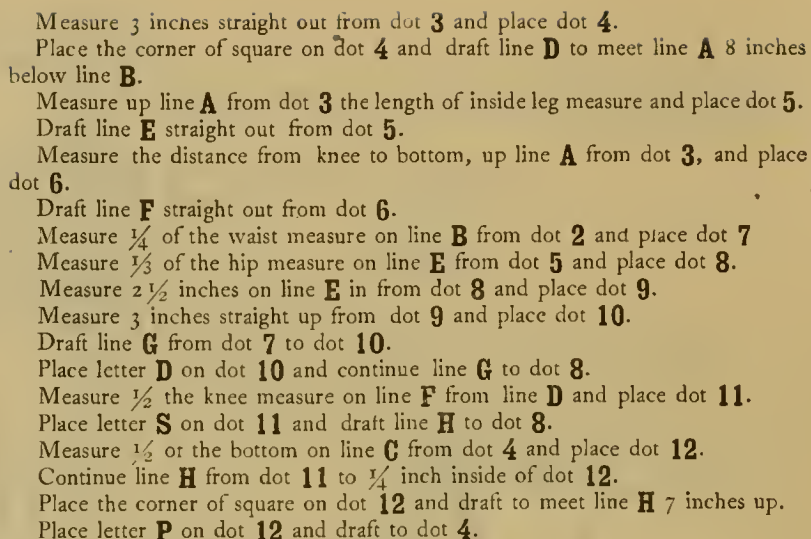 Measure 3 inches straight out from dot 3 and place dot 4.
Place the corner of square on dot 4 and draft line D to meet line A 8 inches
below line B.
Measure up line A from dot 3 the length of inside leg measure and place dot 5.
Draft line E straight out from dot 5.
Measure the distance from knee to bottom, up line A from dot 3, and place
dot 6.
Draft line F straight out from dot 6.
Measure 1/4 of the waist measure on line B from dot 2 and place dot 7
Measure 1/3 of the hip measure on line E from dot 5 and place dot 8.
Measure 2 1/2 inches on line E in from dot 8 and place dot 9.
Measure 3 inches straight up from dot 9 and place dot 10.
Draft line G from dot 7 to dot 10.
Place letter D on dot 10 and continue line G to dot 8.
Measure 1/2 the knee measure on line F from line D and place dot 11.
Place letter S on dot 11 and draft line H to dot 8.
Measure 1/2 or the bottom on line C from dot 4 and place dot 12.
Continue line H from dot 11 to 1/4 inch inside of dot 12.
Place the corner of square on dot 12 and draft to meet line H 7 inches up.
Place letter P on dot 12 and draft to dot 4.